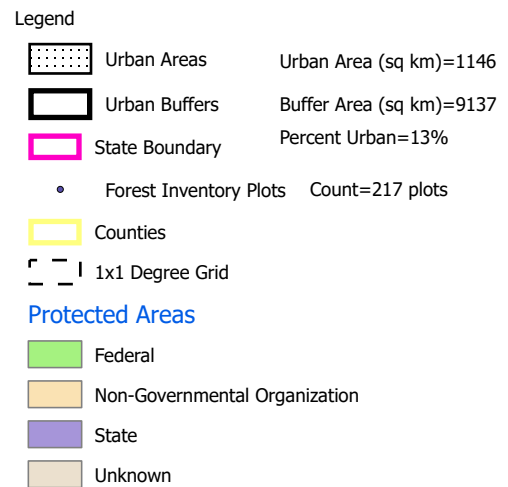 Legend
Urban Areas Urban Area (sq km)=1146
Urban Buffers Buffer Area (sq km)=9137
State Boundary Percent Urban=13%
Forest Inventory Plots Count=217 plots
Counties
1x1 Degree Grid
Protected Areas
Federal
Non-Governmental Organization
State
Unknown